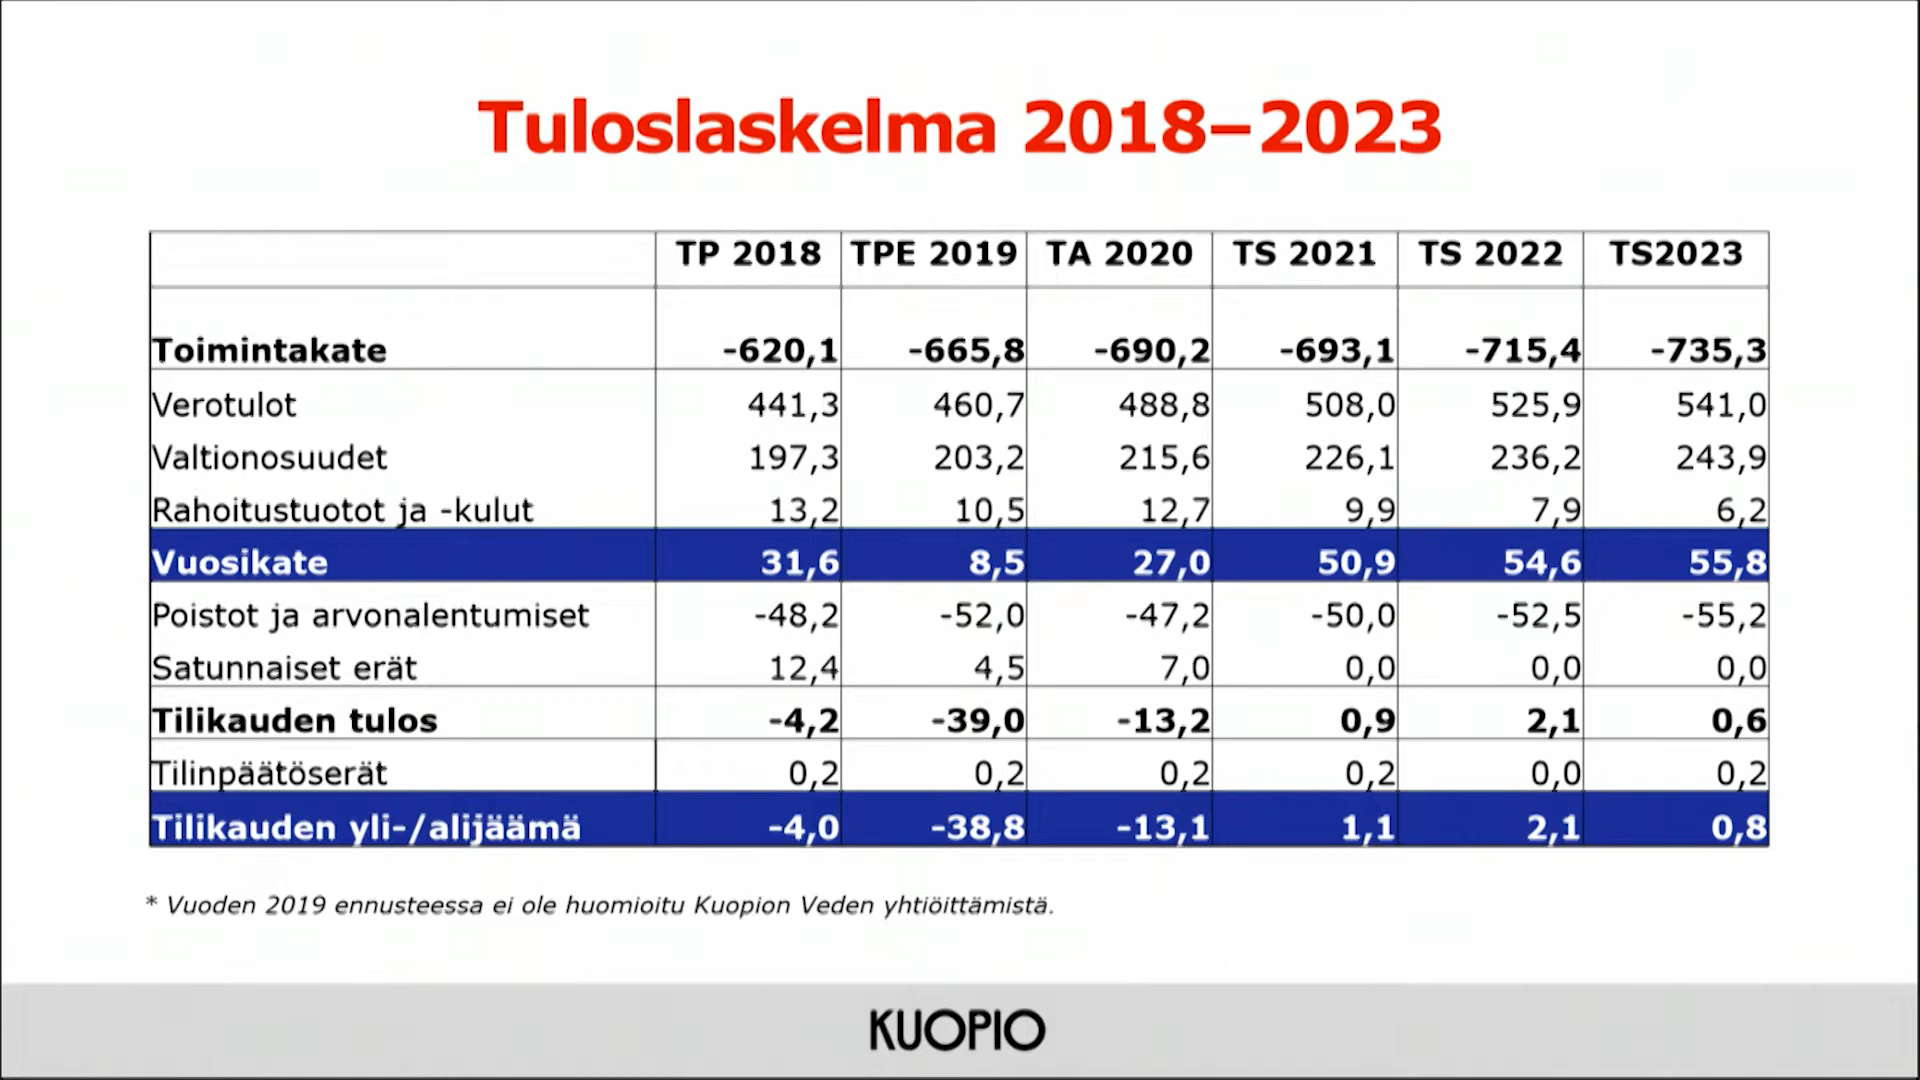 Tuloslaskelma 2018–2023
TP 2018 TPE 2019 TA 2020 TS 2021 TS 2022 TS2023
Toimintakate -620,1 -665,8 -690,2 -693,1 -715,4 -735,3
Verotulot 441,3 460,7 488,8 508,0 525,9 541,0
Valtionosuudet 197,3 203,2 215,6 226,1 236,2 243,9
Rahoitustuotot ja -kulut 13,2 10,5 12,7 9,9 7,9 6,2
Vuosikate 31,6 8,5 27,0 50,9 54,6 55,8
Poistot ja arvonalentumiset -48,2 -52,0 -47,2 -50,0 -52,5 -55,2
Satunnaiset erät 12,4 4,5 7,0 0,0 0,0 0,0
Tilikauden tulos -4,2 -39,0 -13,2 0,9 2,1 0,6
Tilinpäätöserät 0,2 0,2 0,2 0,2 0,0 0,2
Tilikauden yli-/alijäämä -4,0 -38,8 -13,1 1,1 2,1 0,8
* Vuoden 2019 ennusteessa ei ole huomioitu Kuopion Veden yhtiöittämistä.
KUOPIO